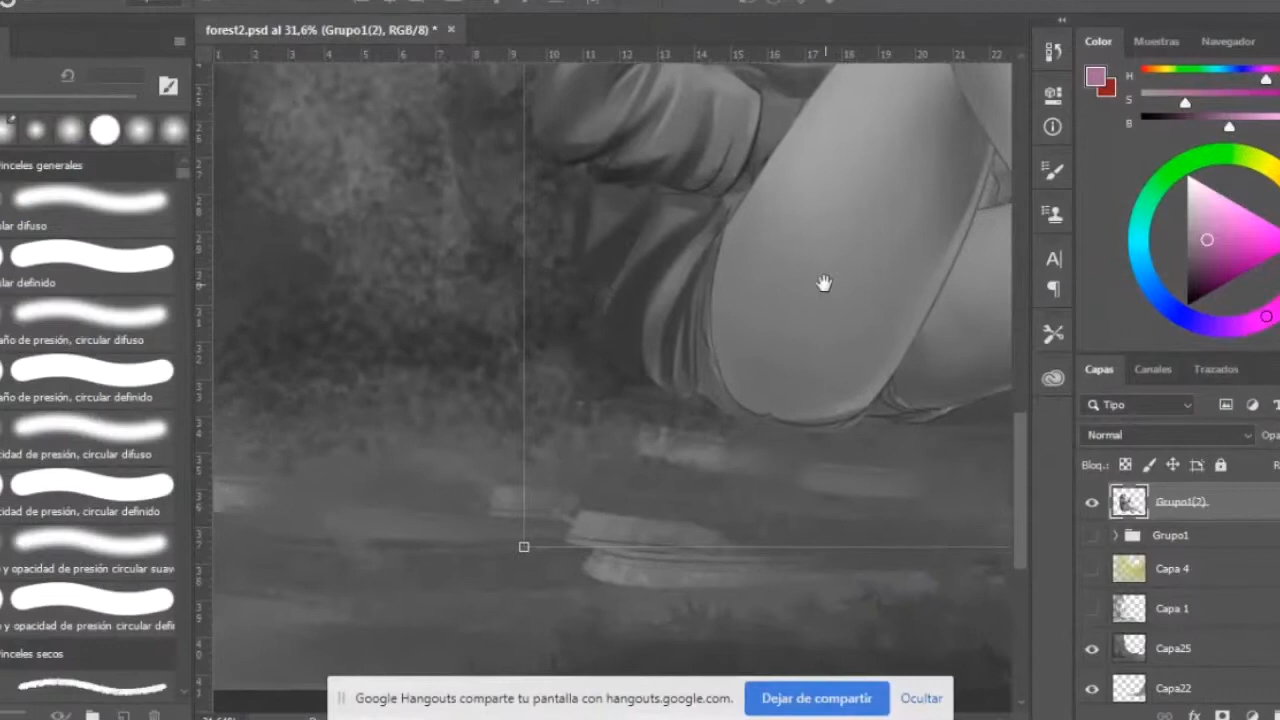 forest2.psd al 31,6% (Grupo1(2), RGB/8) *
1 2 3 4 5 6 7 8 9 10 11 12 13 14 15 16 17 18 19 20 21 22
inceles generales
lar difuso
lar definido
año de presión, circular difuso
año de presión, circular definido
cidad de presión, circular difuso
cidad de presión, circular definido
y opacidad de presión circular suav
y opacidad de presión circular defi
inceles secos
Color Muestras Navegador
H
S
B
Capas Canales Trazados
Tipo
Normal Opa
Bloq.: R
Grupo1(2)
Grupo1
Capa 4
Capa 1
Capa25
Capa22
fx
Google Hangouts comparte tu pantalla con hangouts.google.com.
Dejar de compartir
Ocultar